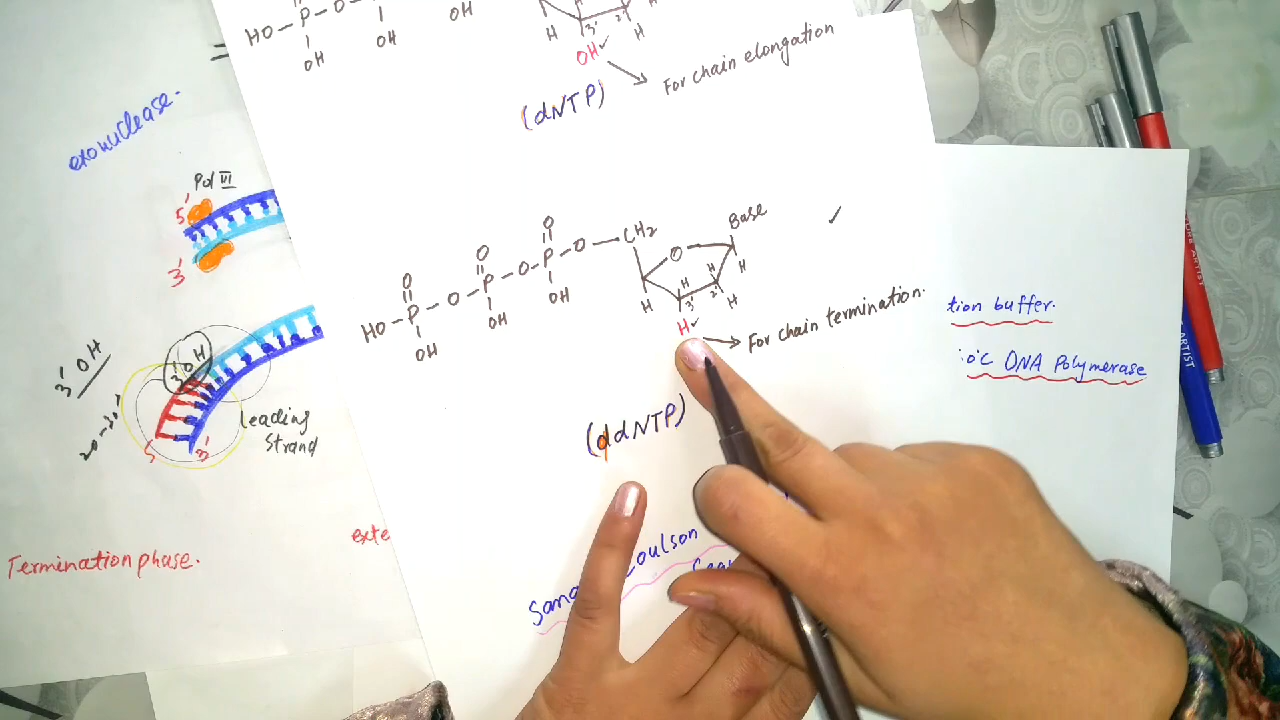 HO-P-O
OH
OH
OH
H
3'
2'
H
OH✓
For chain elongation
(dNTP)
exonuclease.
Pol III
5'
3'
O
O
O
HO-P-O-P-O-P-O-CH2
OH
OH
OH
O
Base
H
H
3'
H
2'
H
H
H✓
For chain termination.
(ddNTP)
✓
tion buffer.
DNA Polymerase
3' OH
3' OH
5'
3'
Leading
Strand
Termination phase.
exte
Sang
oulson